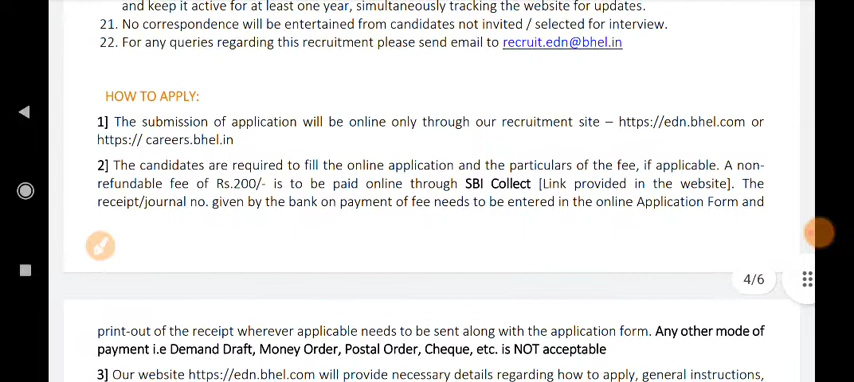 and keep it active for at least one year, simultaneously tracking the website for updates.
21. No correspondence will be entertained from candidates not invited / selected for interview.
22. For any queries regarding this recruitment please send email to recruit.edn@bhel.in
HOW TO APPLY:
1] The submission of application will be online only through our recruitment site – https://edn.bhel.com or
https:// careers.bhel.in
2] The candidates are required to fill the online application and the particulars of the fee, if applicable. A non-
refundable fee of Rs.200/- is to be paid online through SBI Collect [Link provided in the website]. The
receipt/journal no. given by the bank on payment of fee needs to be entered in the online Application Form and
4/6
print-out of the receipt wherever applicable needs to be sent along with the application form. Any other mode of
payment i.e Demand Draft, Money Order, Postal Order, Cheque, etc. is NOT acceptable
3] Our website https://edn.bhel.com will provide necessary details regarding how to apply, general instructions,